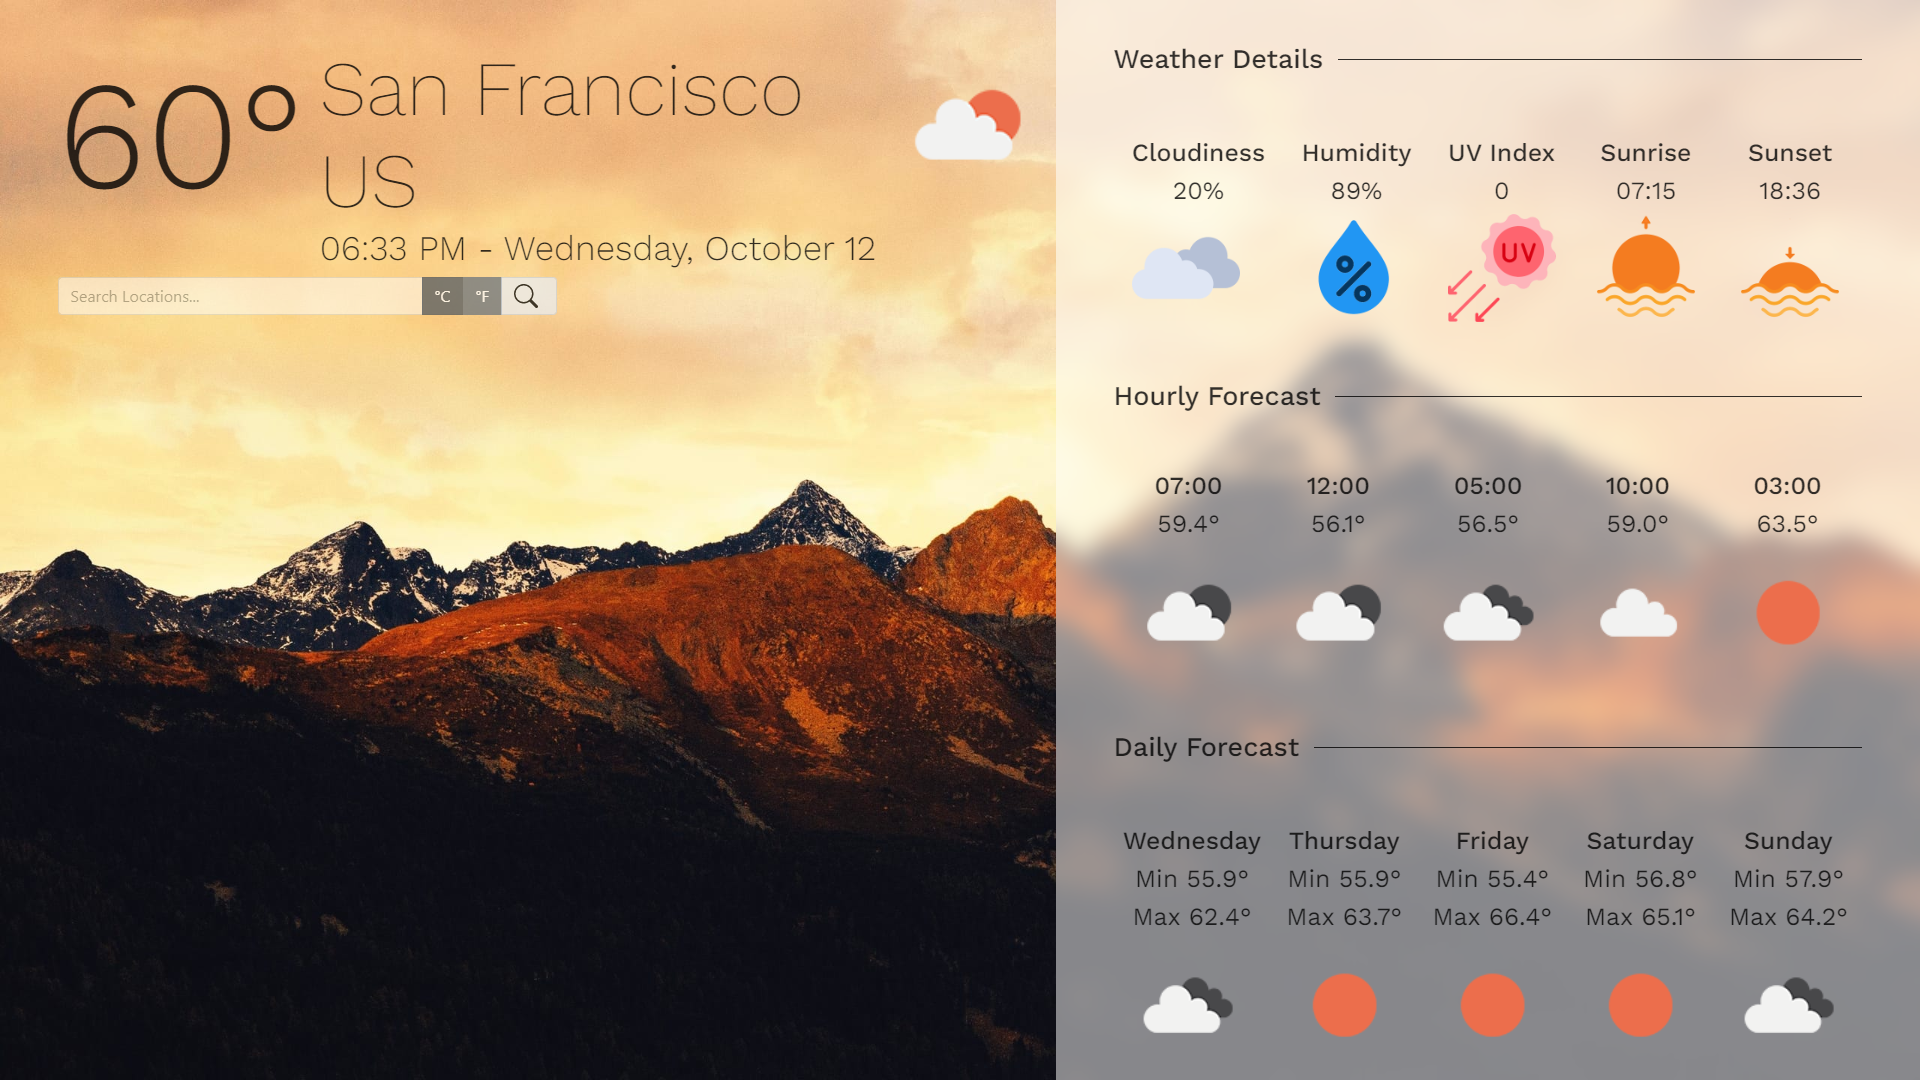 60°
San Francisco
US
06:33 PM - Wednesday, October 12
Search Locations...
°C °F
Weather Details
Cloudiness Humidity UV Index Sunrise Sunset
20% 89% 0 07:15 18:36
UV
%
Hourly Forecast
07:00 12:00 05:00 10:00 03:00
59.4° 56.1° 56.5° 59.0° 63.5°
Daily Forecast
Wednesday Thursday Friday Saturday Sunday
Min 55.9° Min 55.9° Min 55.4° Min 56.8° Min 57.9°
Max 62.4° Max 63.7° Max 66.4° Max 65.1° Max 64.2°